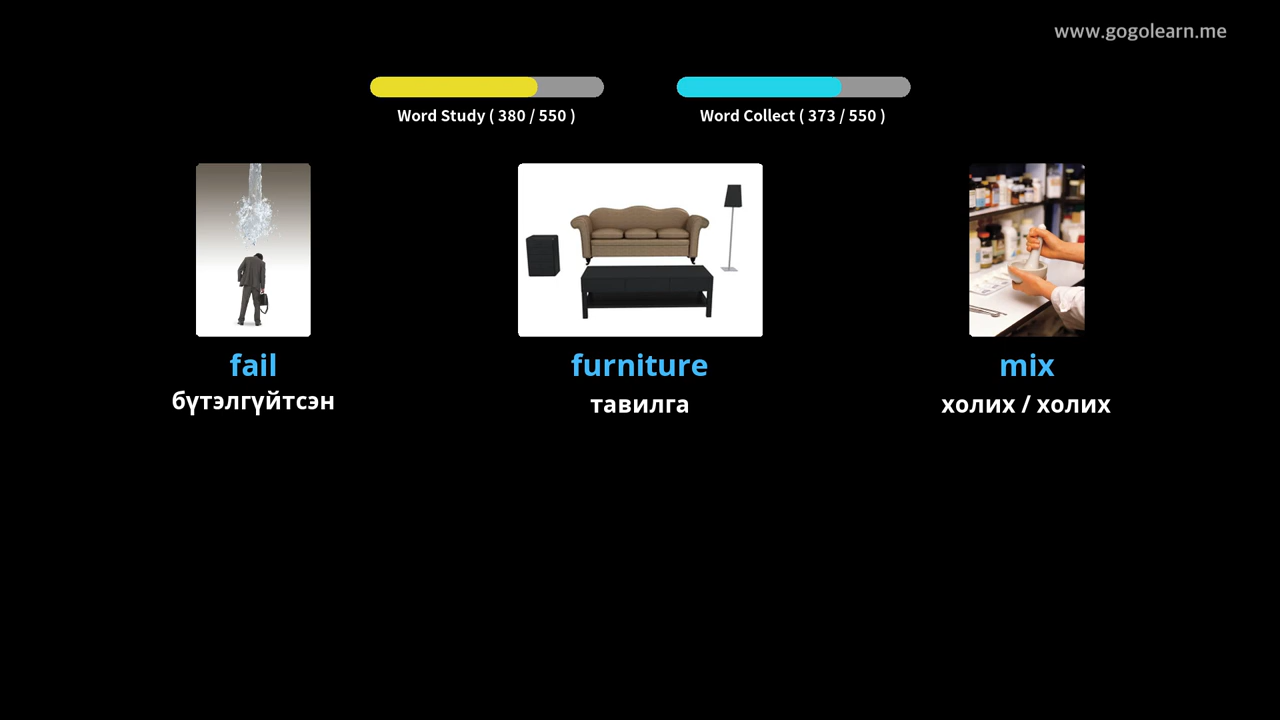 www.gogolearn.me
Word Study ( 380 / 550 )
Word Collect ( 373 / 550 )
fail
бүтэлгүйтсэн
furniture
тавилга
mix
холих / холих